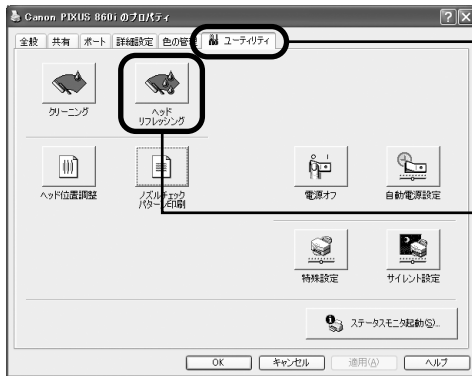 Canon PIXUS 860i のプロパティ
全般 共有 ポート 詳細設定 色の管理 ユーティリティ
クリーニング
ヘッド
リフレッシング
ヘッド位置調整
ノズルチェック
パターン印刷
電源オフ
自動電源設定
特殊設定
サイレント設定
ステータスモニタ起動(S)...
OK キャンセル 適用(A) ヘルプ